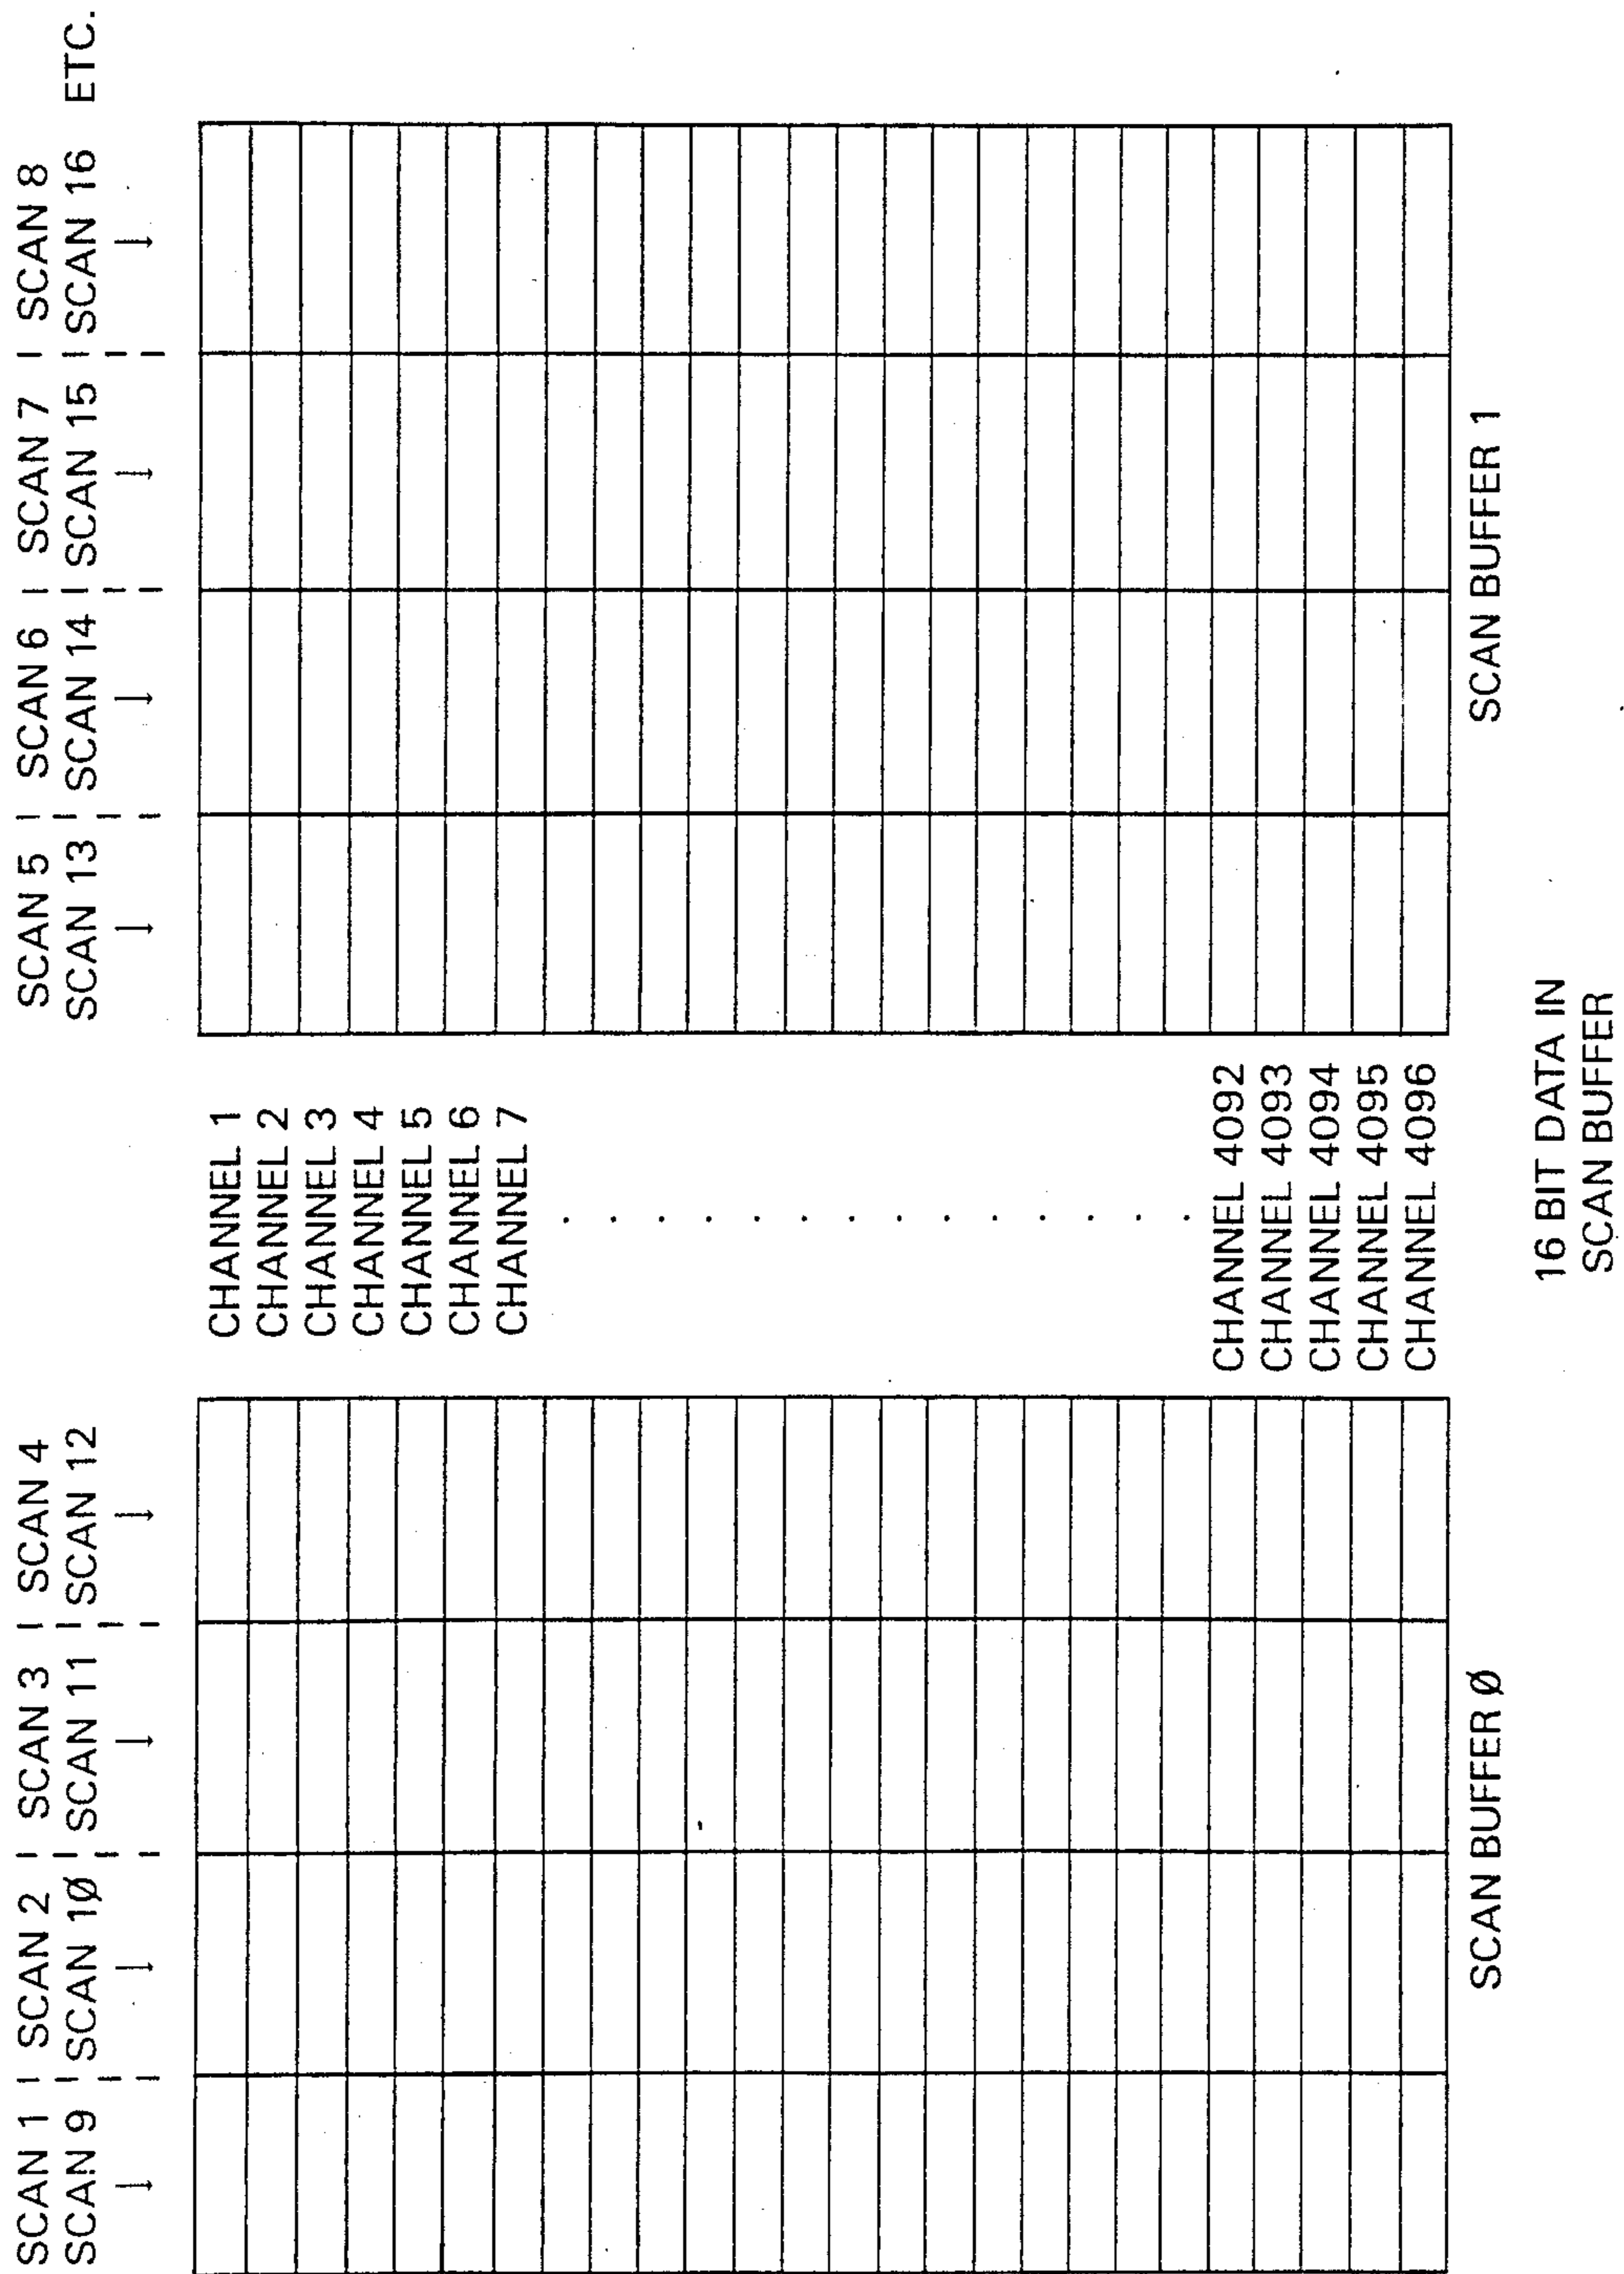 SCAN 1 | SCAN 2 | SCAN 3 | SCAN 4
SCAN 9 | SCAN 1Ø | SCAN 11 | SCAN 12
SCAN 5 | SCAN 6 | SCAN 7 | SCAN 8
SCAN 13 | SCAN 14 | SCAN 15 | SCAN 16 ETC.
CHANNEL 1
CHANNEL 2
CHANNEL 3
CHANNEL 4
CHANNEL 5
CHANNEL 6
CHANNEL 7
CHANNEL 4092
CHANNEL 4093
CHANNEL 4094
CHANNEL 4095
CHANNEL 4096
SCAN BUFFER Ø
SCAN BUFFER 1
16 BIT DATA IN
SCAN BUFFER